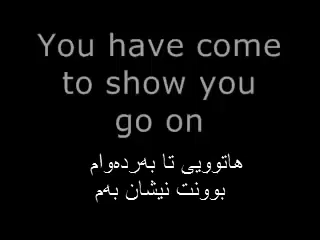 You have come
to show you
go on
هاتوویی تا بەردەوام
بوونت نیشان بەم